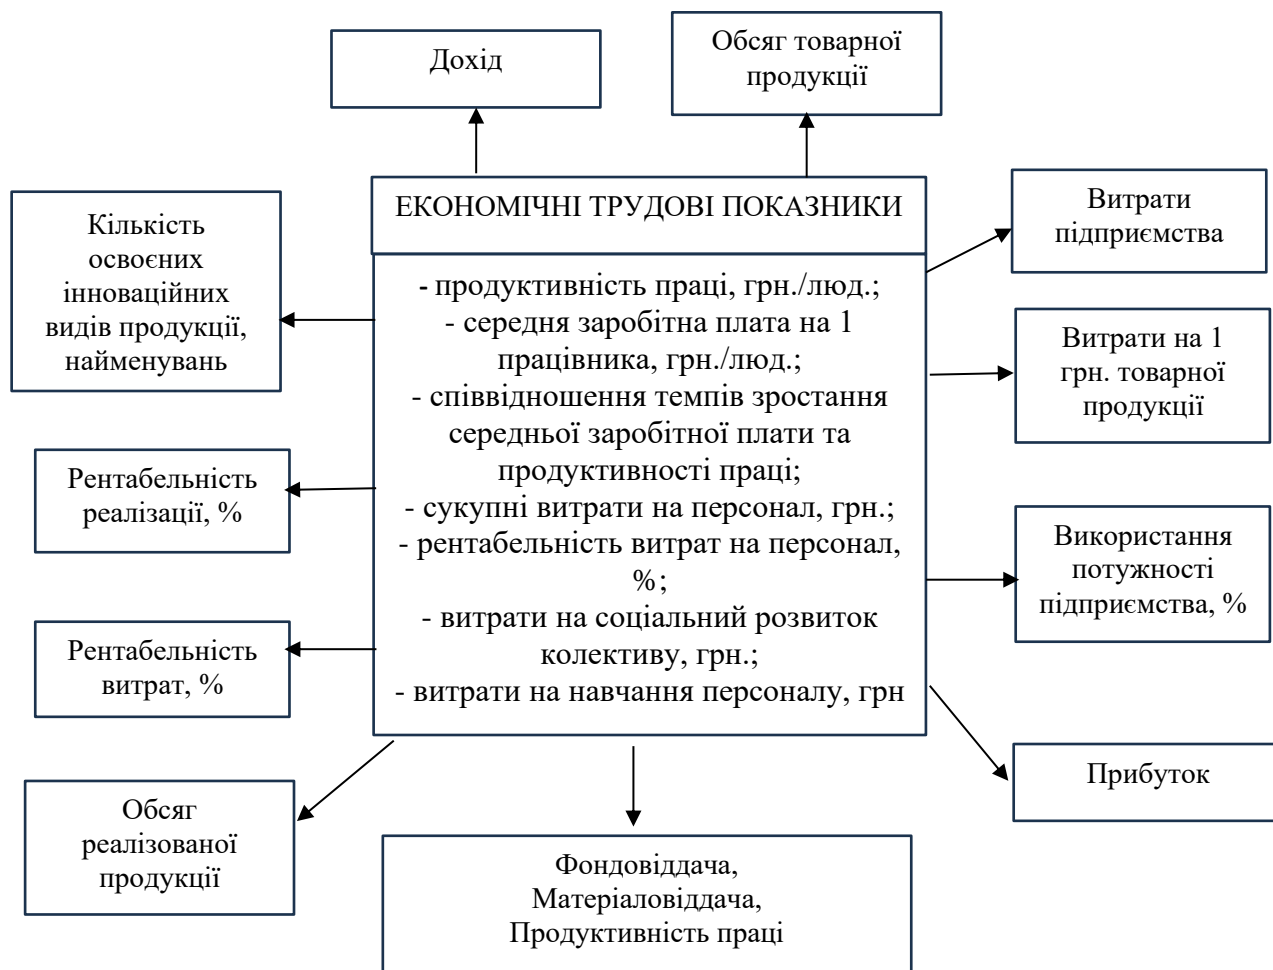 Дохід
Обсяг товарної
продукції
ЕКОНОМІЧНІ ТРУДОВІ ПОКАЗНИКИ
- продуктивність праці, грн./люд.;
- середня заробітна плата на 1
працівника, грн./люд.;
- співвідношення темпів зростання
середньої заробітної плати та
продуктивності праці;
- сукупні витрати на персонал, грн.;
- рентабельність витрат на персонал,
%;
- витрати на соціальний розвиток
колективу, грн.;
- витрати на навчання персоналу, грн
Кількість
освоєних
інноваційних
видів продукції,
найменувань
Рентабельність
реалізації, %
Рентабельність
витрат, %
Обсяг
реалізованої
продукції
Фондовіддача,
Матеріаловіддача,
Продуктивність праці
Витрати
підприємства
Витрати на 1
грн. товарної
продукції
Використання
потужності
підприємства, %
Прибуток